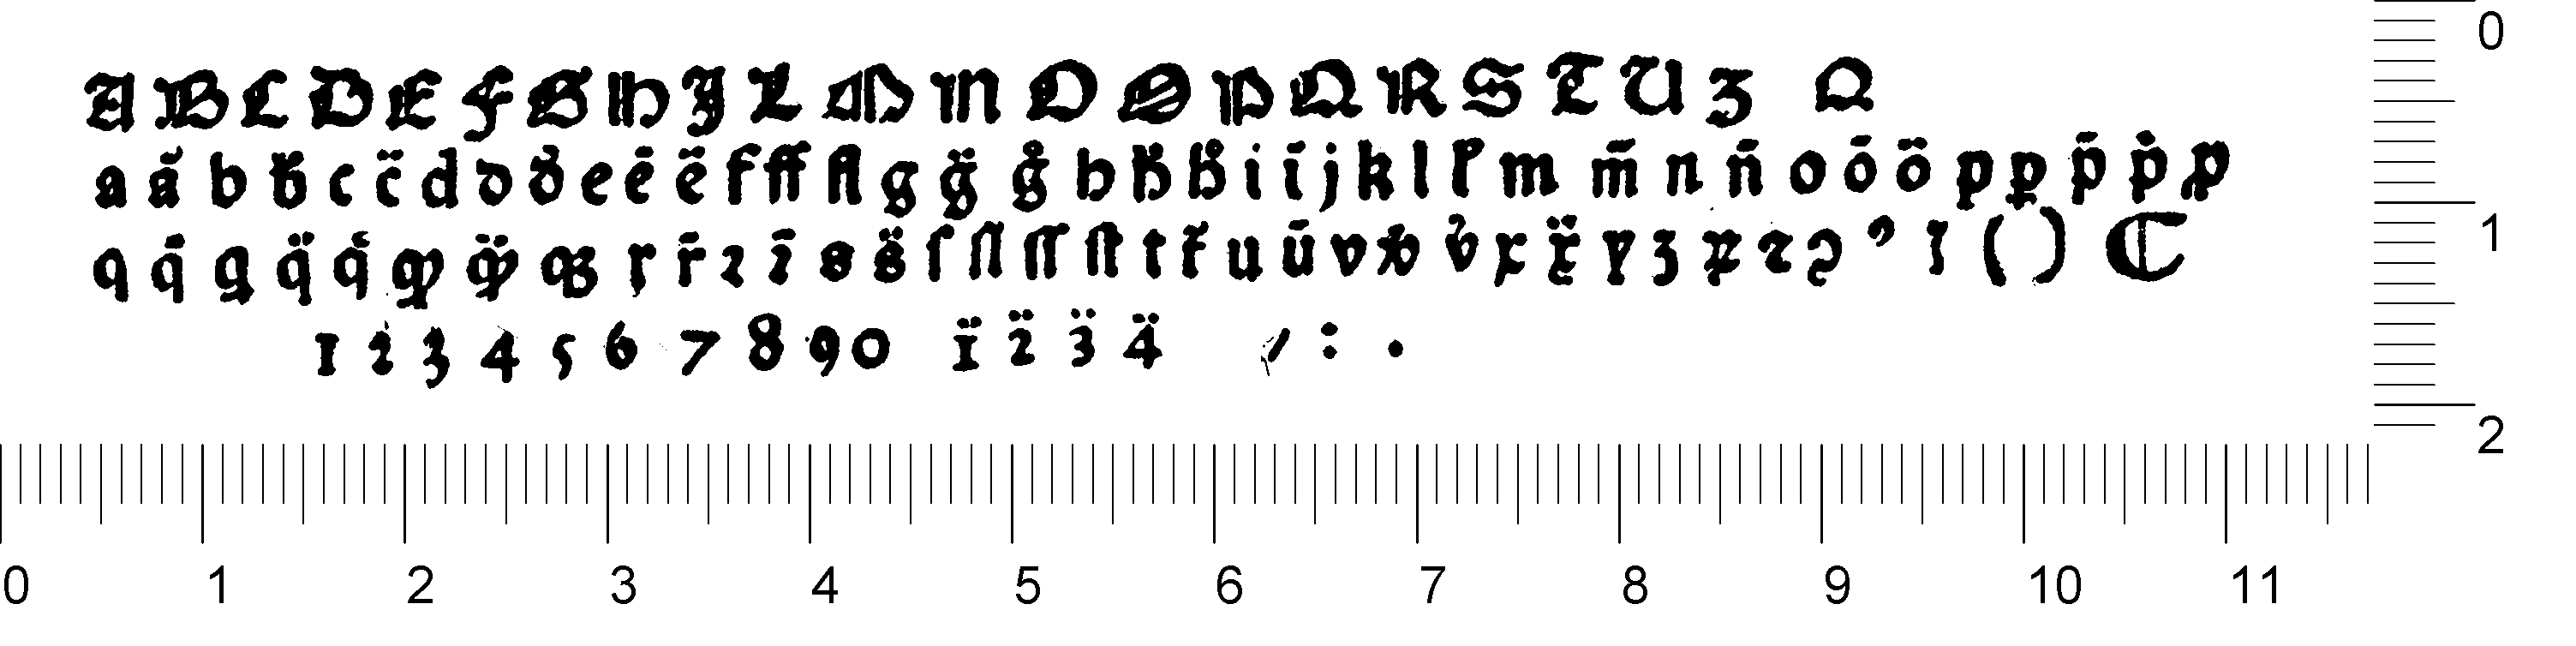 A B C D E F G H J L M N O Ø P Q R S T U Z Q
a ā b b̄ c c̄ d d đ e ē ë f ff fl g g̈ g̊ h h̄ h̊ i ī j k l ł m m̄ n n̄ o ō ö p ꝑ p̄ ṗ ꝓ
q q̄ q̈ q̃ r r̄ ꝛ s s̈ ſ ſl ſſ ſt t t̄ u ū v x ẍ y z ꝰ ( ) C
1 2 3 4 5 6 7 8 9 0 1̈ 2̈ 3̈ 4̈ / : .
0
1
2
0 1 2 3 4 5 6 7 8 9 10 11